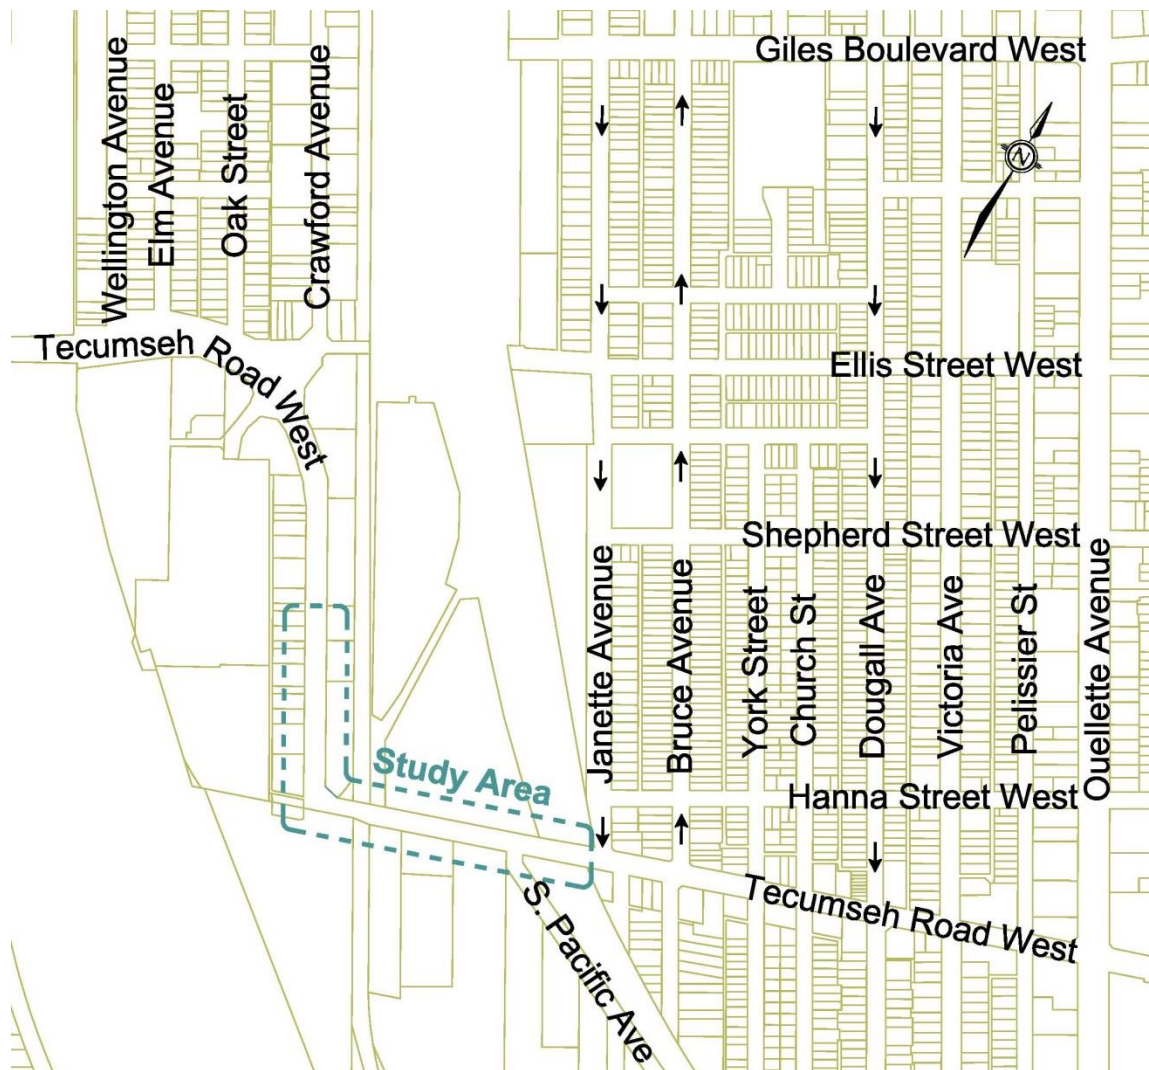 Giles Boulevard West
Wellington Avenue
Elm Avenue
Oak Street
Crawford Avenue
N
Tecumseh Road West
Ellis Street West
Shepherd Street West
Janette Avenue
Bruce Avenue
York Street
Church St
Dougall Ave
Victoria Ave
Pelissier St
Ouellette Avenue
Study Area
Hanna Street West
Tecumseh Road West
S. Pacific Ave